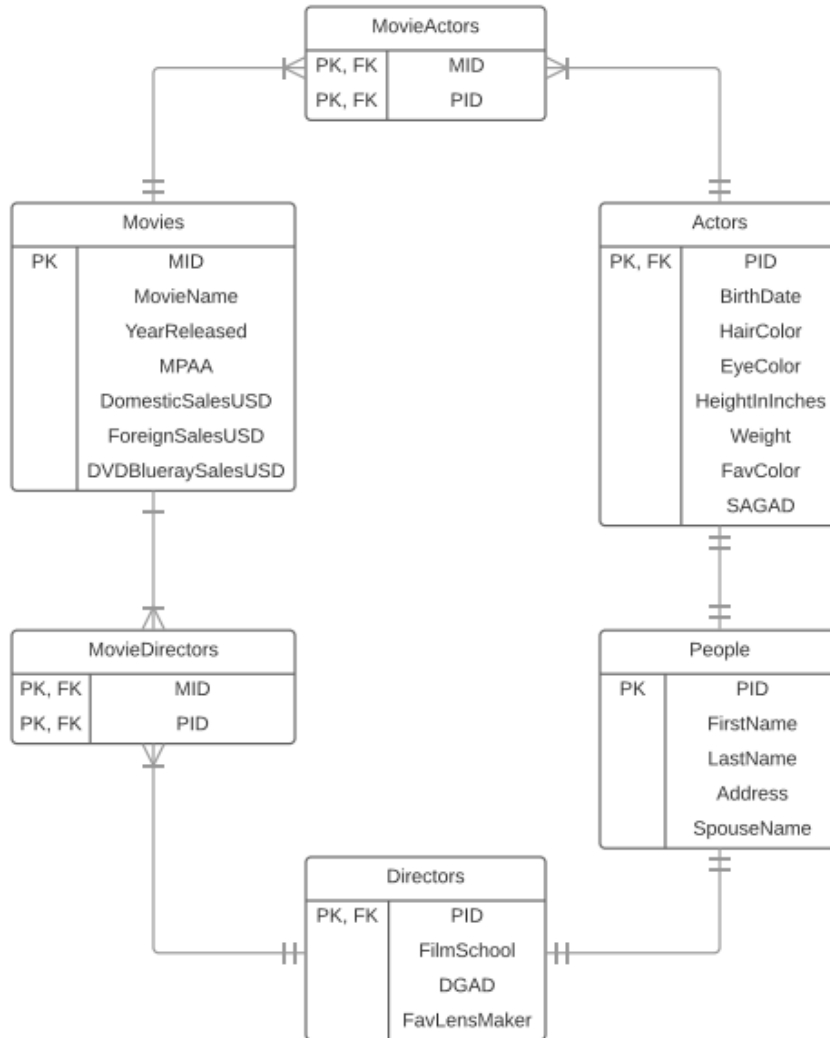 MovieActors
PK, FK MID
PK, FK PID
Movies
PK MID
MovieName
YearReleased
MPAA
DomesticSalesUSD
ForeignSalesUSD
DVDBlueraySalesUSD
Actors
PK, FK PID
BirthDate
HairColor
EyeColor
HeightInInches
Weight
FavColor
SAGAD
MovieDirectors
PK, FK MID
PK, FK PID
People
PK PID
FirstName
LastName
Address
SpouseName
Directors
PK, FK PID
FilmSchool
DGAD
FavLensMaker